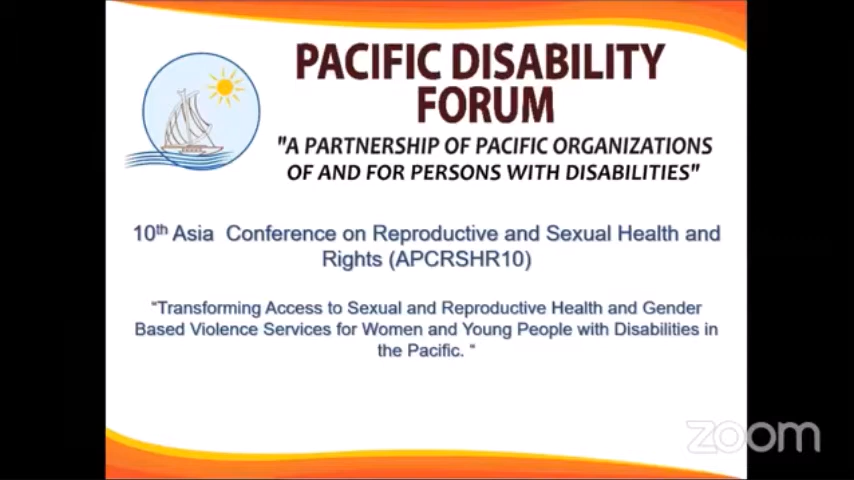 PACIFIC DISABILITY
FORUM
"A PARTNERSHIP OF PACIFIC ORGANIZATIONS
OF AND FOR PERSONS WITH DISABILITIES"
10th Asia Conference on Reproductive and Sexual Health and
Rights (APCRSHR10)
“Transforming Access to Sexual and Reproductive Health and Gender
Based Violence Services for Women and Young People with Disabilities in
the Pacific. “
zoom